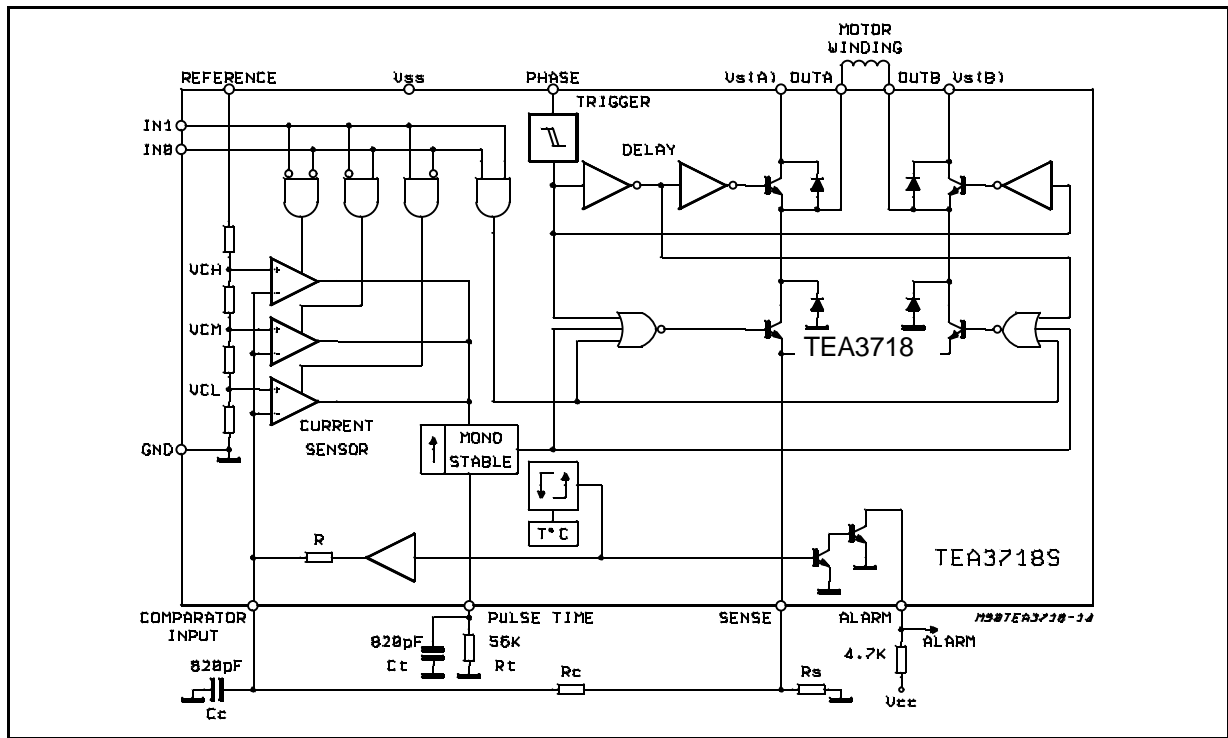 MOTOR
WINDING
REFERENCE
Vss
PHASE
Vs(A)
OUTA
OUTB
Vs(B)
TRIGGER
IN1
IN0
DELAY
VCH
+
-
VCM
+
-
TEA3718
VCL
+
-
CURRENT
SENSOR
MONO
STABLE
GND
T°C
R
TEA3718S
COMPARATOR
INPUT
PULSE TIME
SENSE
ALARM
M90TEA3718-14
ALARM
820pF
Ct
56K
Rt
4.7K
820pF
Cc
Rc
Rs
Vcc